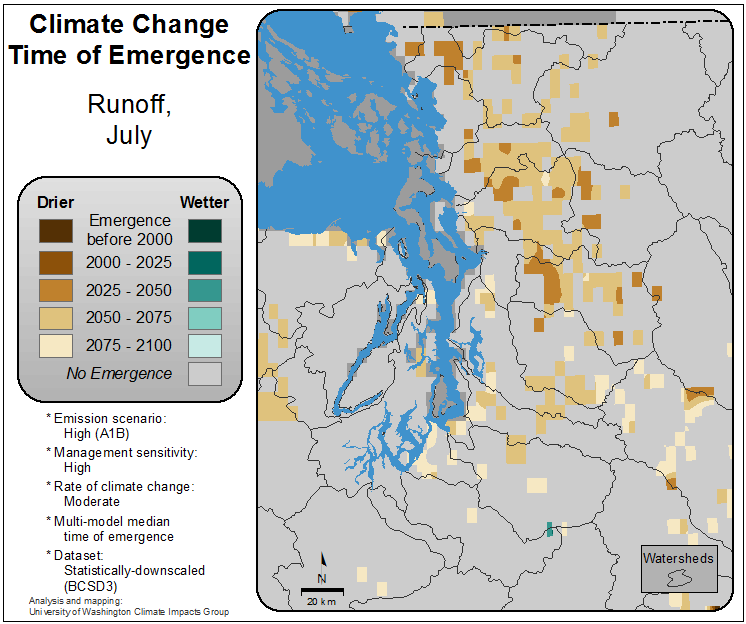 Climate Change
Time of Emergence
Runoff,
July
Drier
Wetter
Emergence
before 2000
2000 - 2025
2025 - 2050
2050 - 2075
2075 - 2100
No Emergence
* Emission scenario:
High (A1B)
* Management sensitivity:
High
* Rate of climate change:
Moderate
* Multi-model median
time of emergence
* Dataset:
Statistically-downscaled
(BCSD3)
Analysis and mapping:
University of Washington Climate Impacts Group
N
20 km
Watersheds